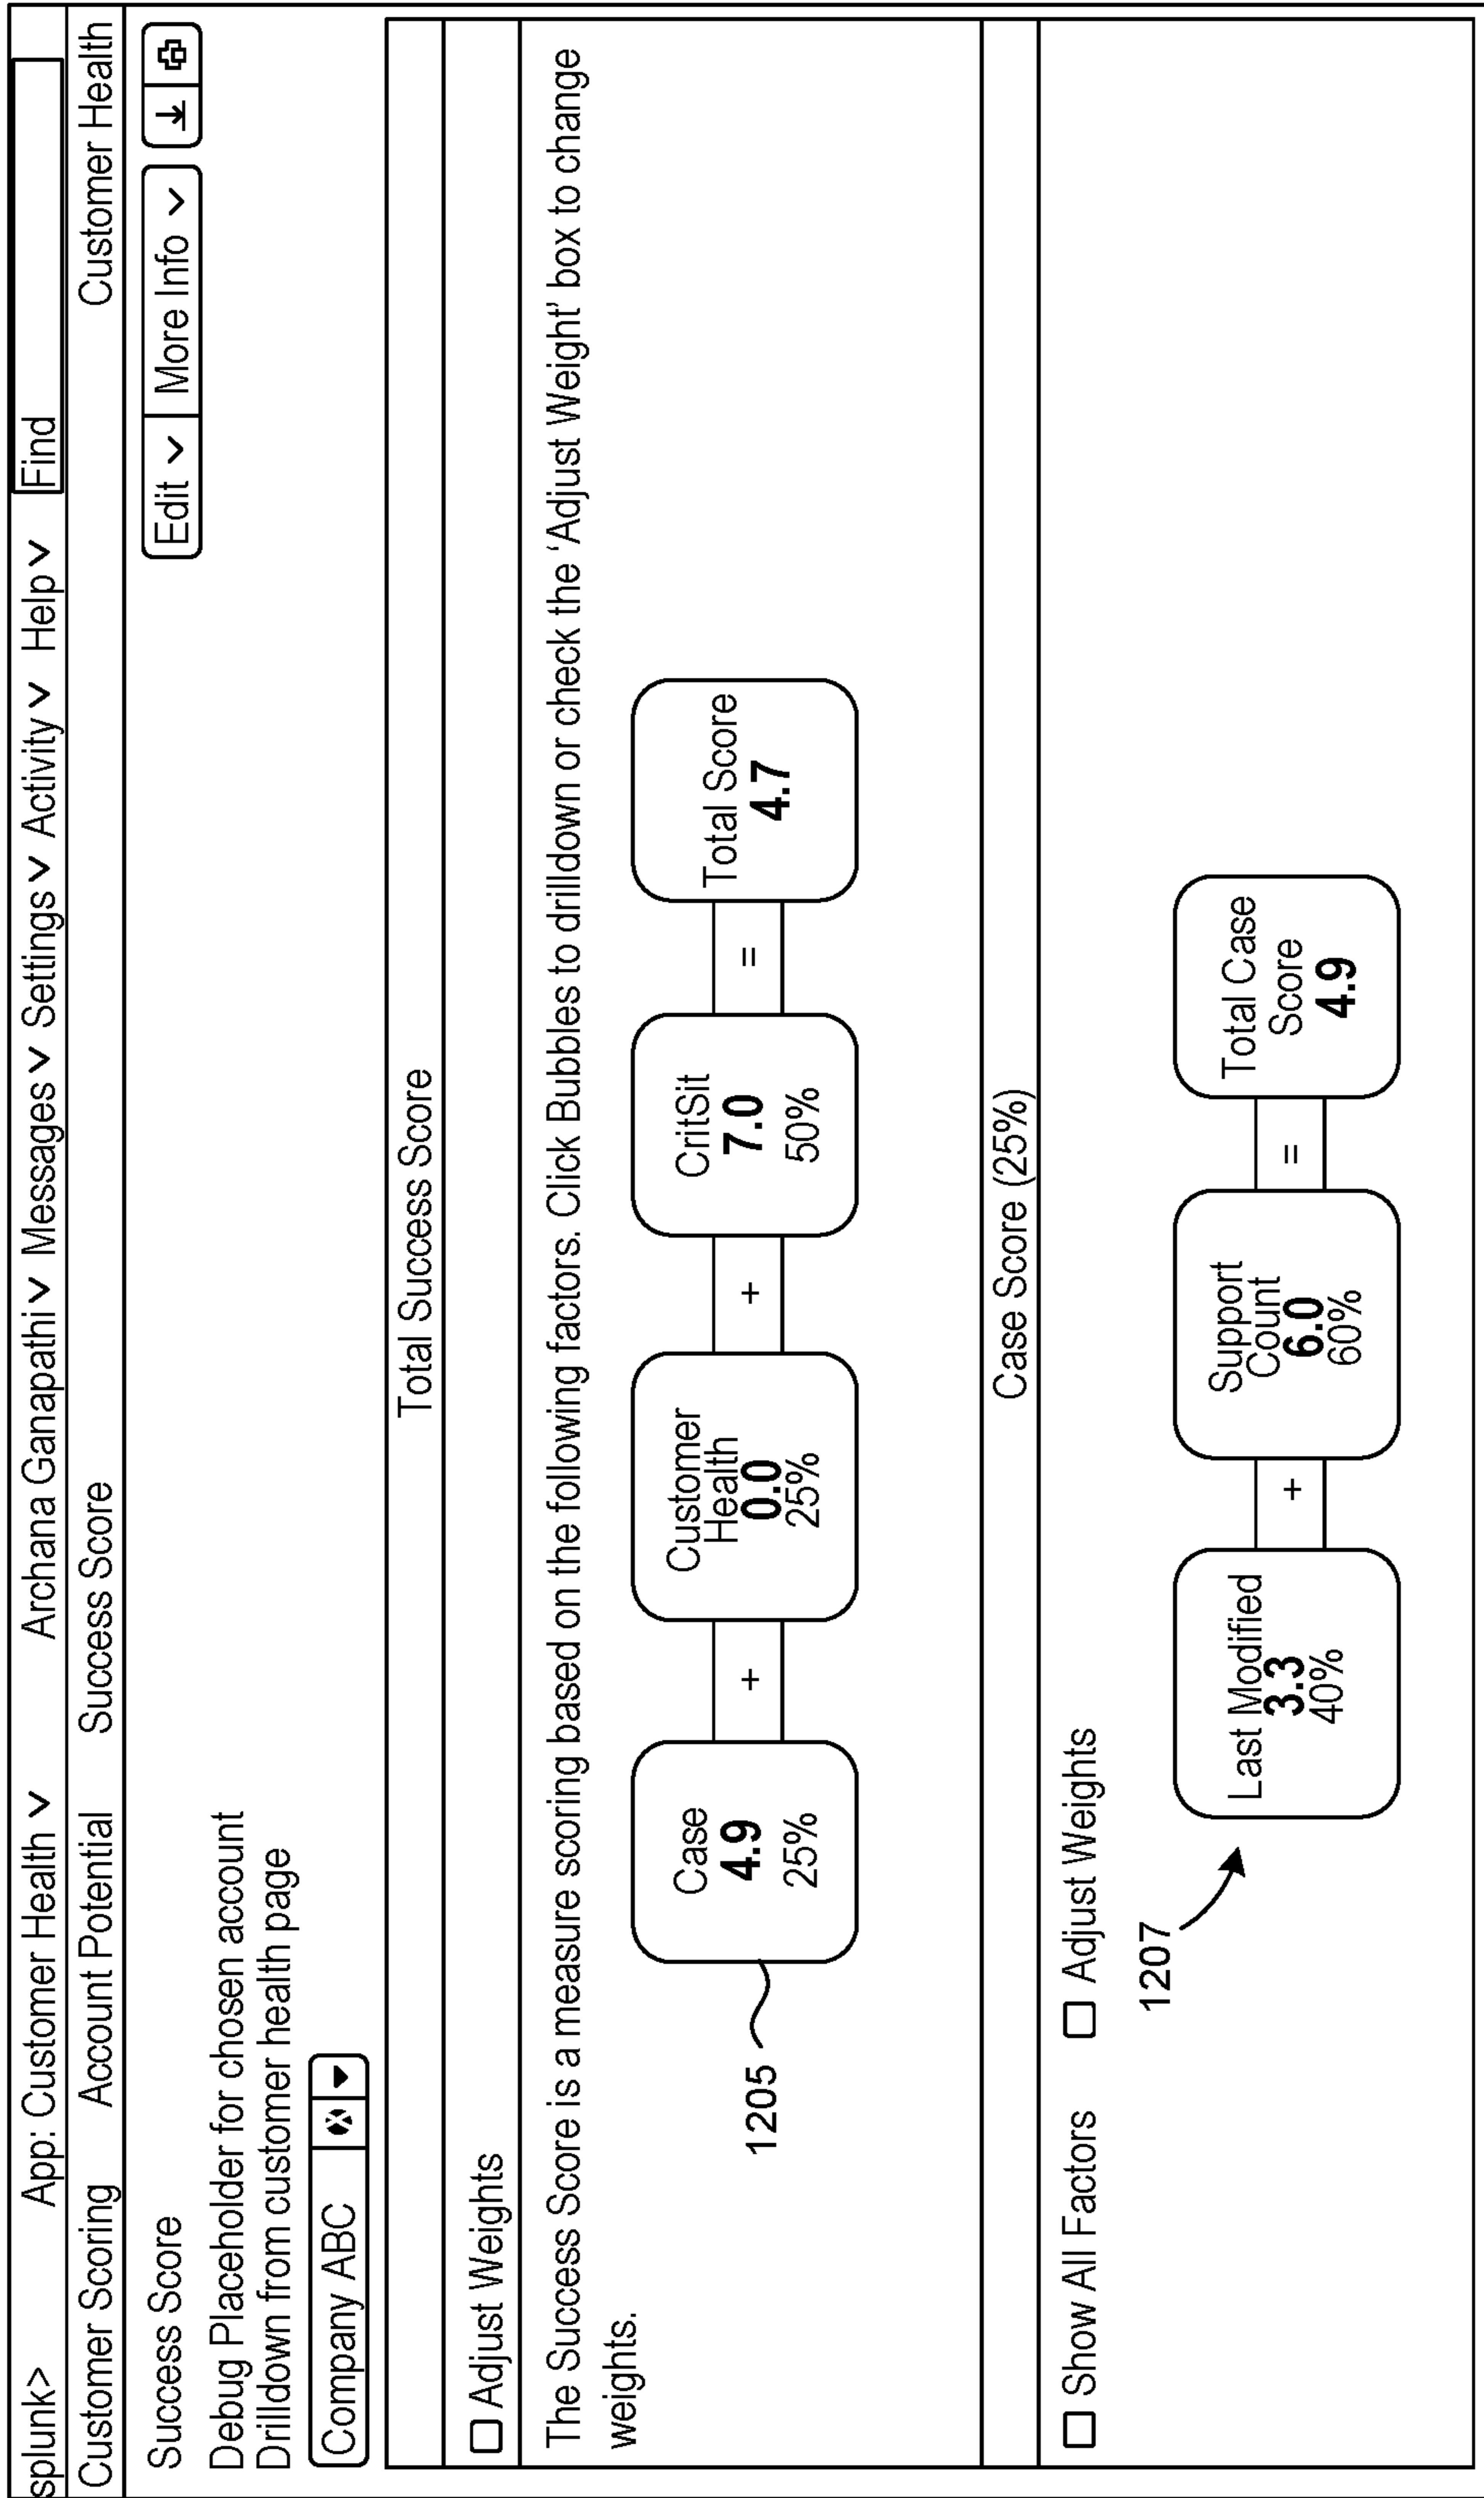 splunk> App: Customer Health ∨ Archana Ganapathi ∨ Messages ∨ Settings ∨ Activity ∨ Help ∨ Find
Customer Scoring Account Potential Success Score Customer Health
Success Score
Edit ∨ More Info ∨
Debug Placeholder for chosen account
Drilldown from customer health page
Company ABC
Total Success Score
Adjust Weights
The Success Score is a measure scoring based on the following factors. Click Bubbles to drilldown or check the ‘Adjust Weight’ box to change
weights.
1205
Case
4.9
25%
+
Customer
Health
0.0
25%
+
CritSit
7.0
50%
=
Total Score
4.7
Case Score (25%)
Show All Factors Adjust Weights
1207
Last Modified
3.3
40%
+
Support
Count
6.0
60%
=
Total Case
Score
4.9